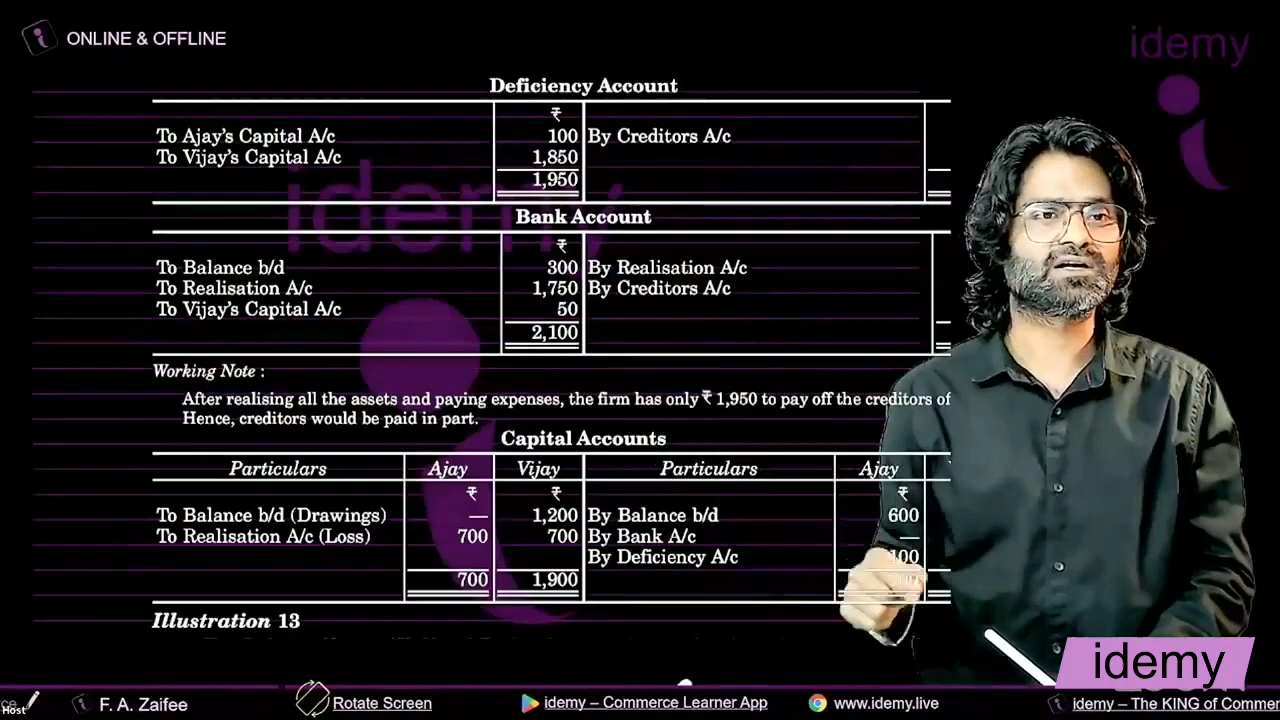 ONLINE & OFFLINE
idemy
Deficiency Account
₹
To Ajay's Capital A/c 100 By Creditors A/c
To Vijay's Capital A/c 1,850
1,950
idemy
Bank Account
₹
To Balance b/d 300 By Realisation A/c
To Realisation A/c 1,750 By Creditors A/c
To Vijay's Capital A/c 50
2,100
Working Note :
After realising all the assets and paying expenses, the firm has only ₹ 1,950 to pay off the creditors of
Hence, creditors would be paid in part.
Capital Accounts
Particulars Ajay Vijay Particulars Ajay
₹ ₹ ₹
To Balance b/d (Drawings) — 1,200 By Balance b/d 600
To Realisation A/c (Loss) 700 700 By Bank A/c —
By Deficiency A/c 100
700 1,900
Illustration 13
idemy
Host
F. A. Zaifee
Rotate Screen
idemy – Commerce Learner App
www.idemy.live
idemy – The KING of Commer